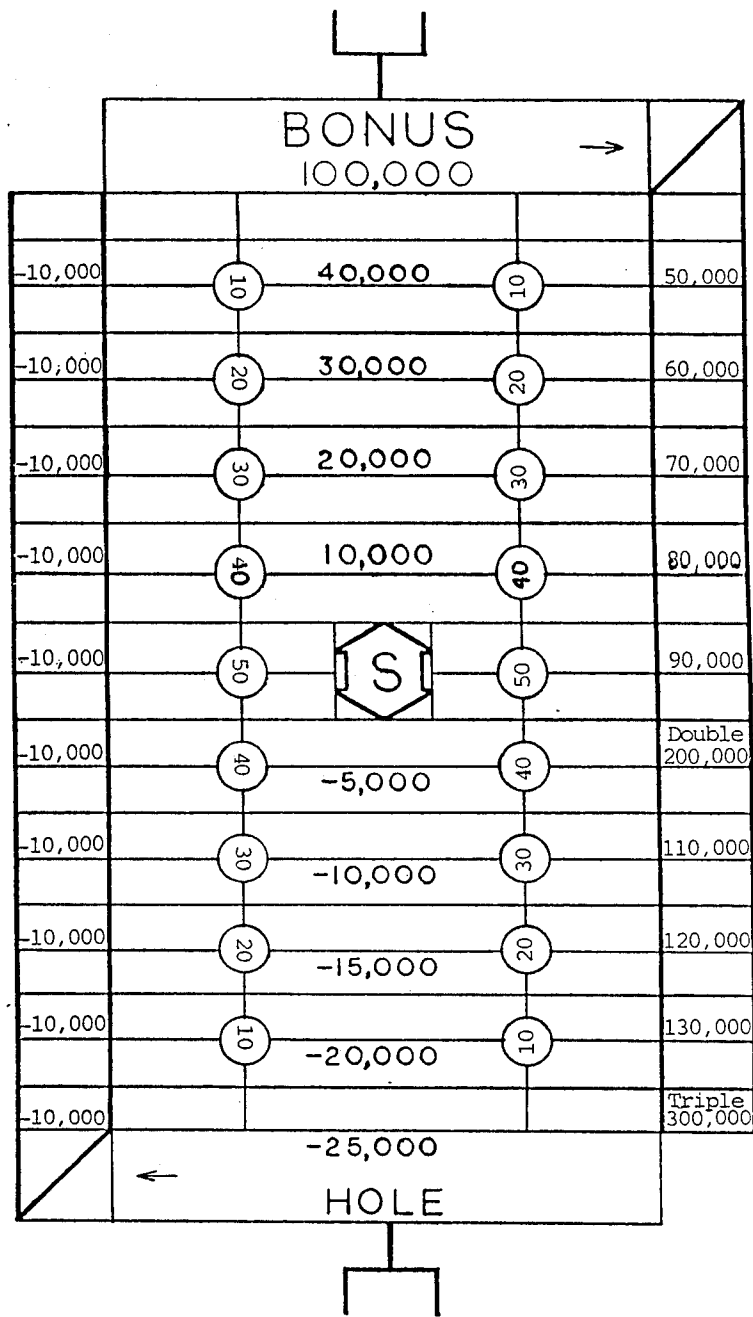 BONUS
→
100,000
-10,000 10 40,000 10 50,000
-10,000 20 30,000 20 60,000
-10,000 30 20,000 30 70,000
-10,000 40 10,000 40 80,000
-10,000 50 S 50 90,000
Double
-10,000 40 -5,000 40 200,000
-10,000 30 -10,000 30 110,000
-10,000 20 -15,000 20 120,000
-10,000 10 -20,000 10 130,000
Triple
-10,000 300,000
-25,000
←
HOLE